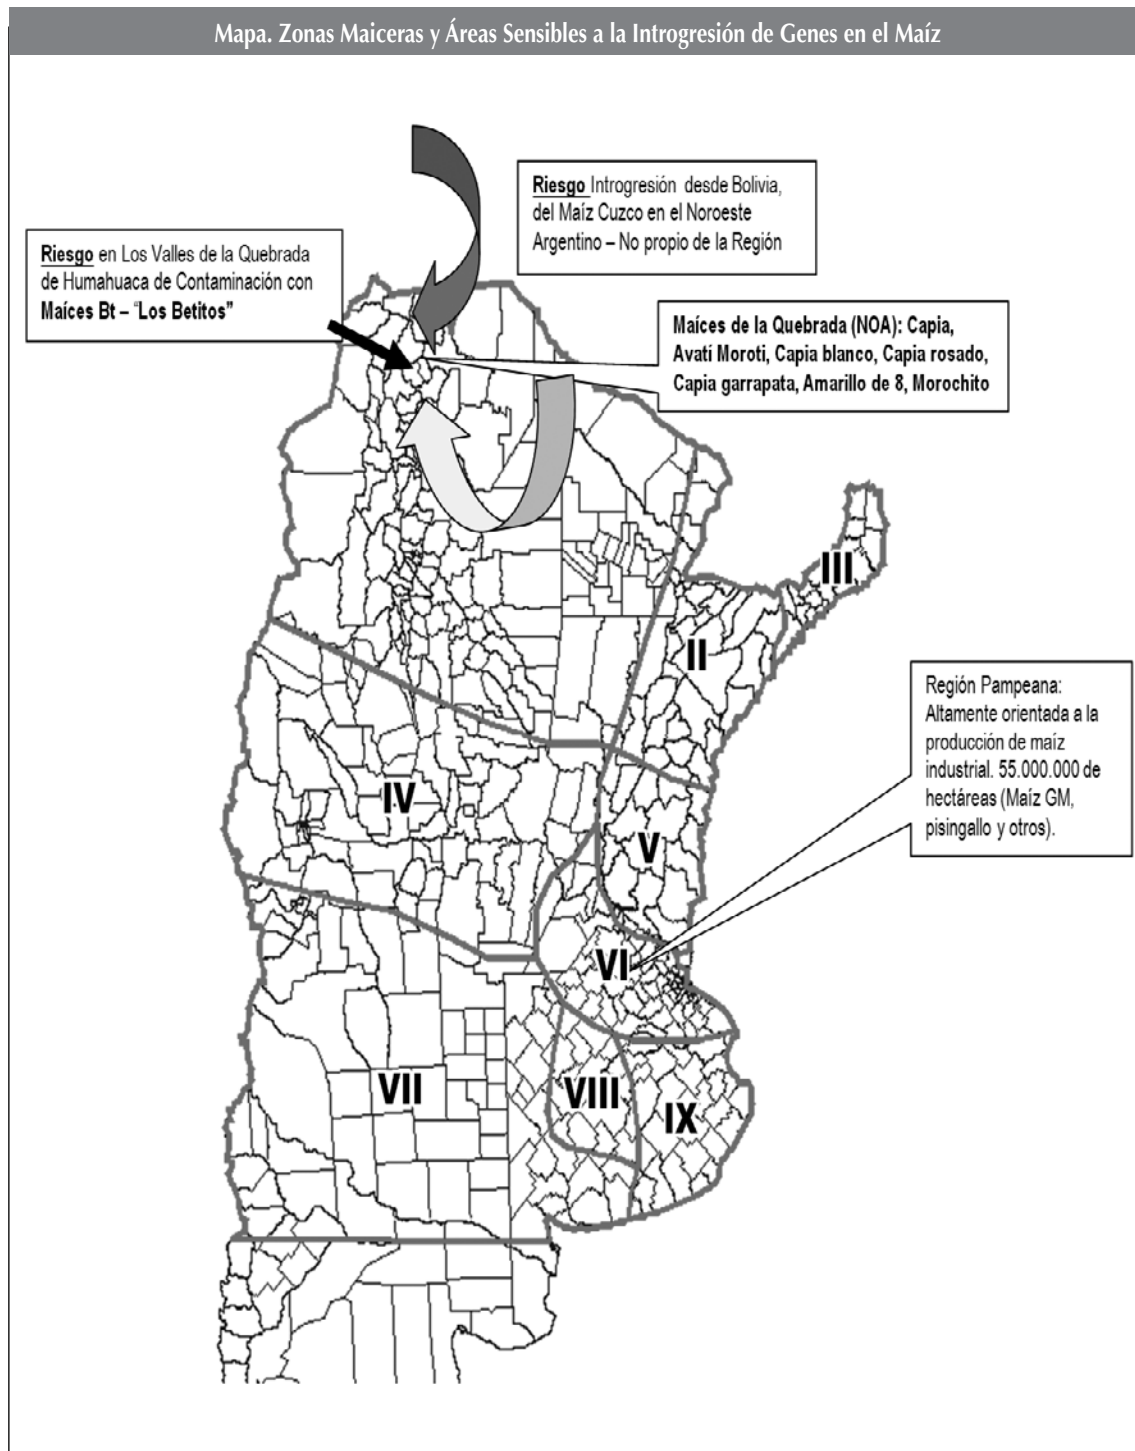 Mapa. Zonas Maiceras y Áreas Sensibles a la Introgresión de Genes en el Maíz
Riesgo Introgresión desde Bolivia,
del Maíz Cuzco en el Noroeste
Argentino – No propio de la Región
Riesgo en Los Valles de la Quebrada
de Humahuaca de Contaminación con
Maíces Bt – “Los Betitos”
Maíces de la Quebrada (NOA): Capia,
Avatí Moroti, Capia blanco, Capia rosado,
Capia garrapata, Amarillo de 8, Morochito
III
II
Región Pampeana:
Altamente orientada a la
producción de maíz
industrial. 55.000.000 de
hectáreas (Maíz GM,
pisingallo y otros).
IV
V
VI
VII
VIII
IX